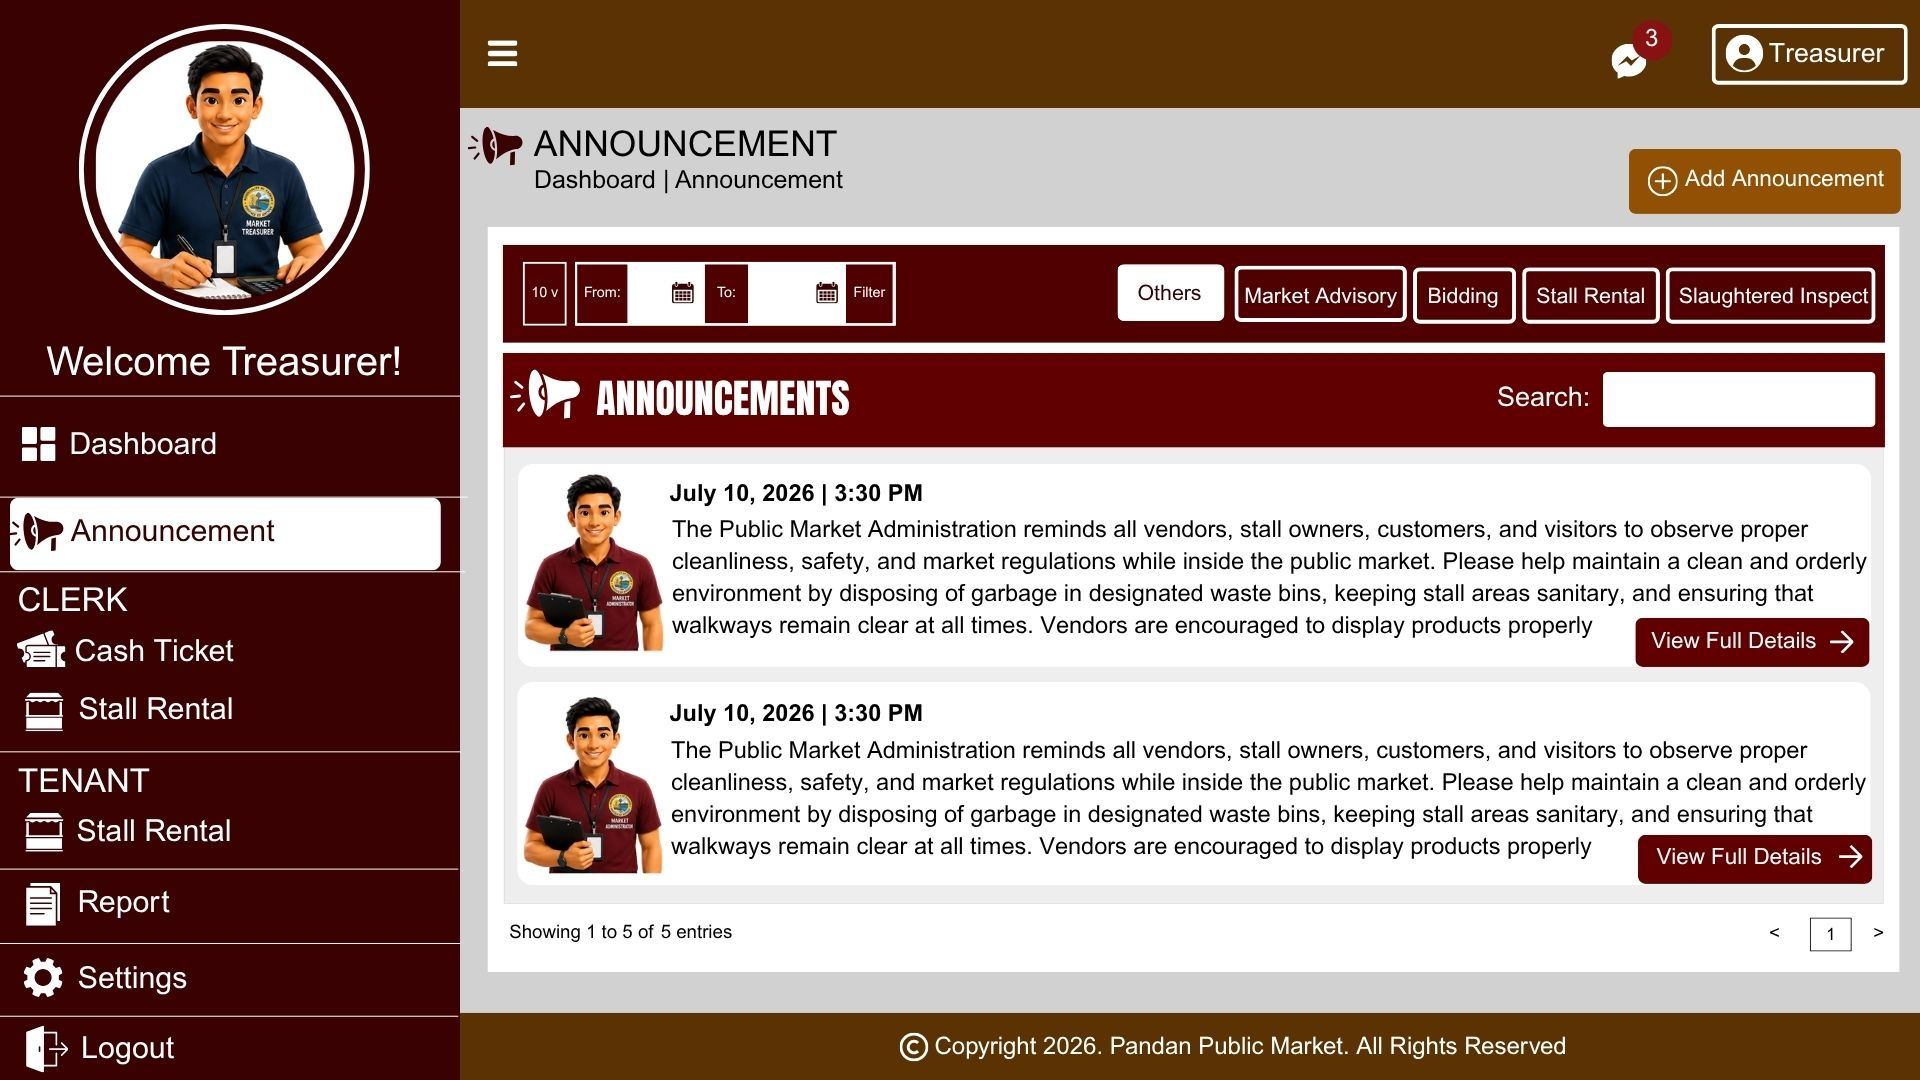 Welcome Treasurer!
Dashboard
Announcement
CLERK
Cash Ticket
Stall Rental
TENANT
Stall Rental
Report
Settings
Logout
MARKET
TREASURER
3
Treasurer
ANNOUNCEMENT
Dashboard | Announcement
Add Announcement
10 v
From:
To:
Filter
Others
Market Advisory
Bidding
Stall Rental
Slaughtered Inspect
ANNOUNCEMENTS
Search:
MARKET
ADMINISTRATOR
July 10, 2026 | 3:30 PM
The Public Market Administration reminds all vendors, stall owners, customers, and visitors to observe proper
cleanliness, safety, and market regulations while inside the public market. Please help maintain a clean and orderly
environment by disposing of garbage in designated waste bins, keeping stall areas sanitary, and ensuring that
walkways remain clear at all times. Vendors are encouraged to display products properly
View Full Details
MARKET
ADMINISTRATOR
July 10, 2026 | 3:30 PM
The Public Market Administration reminds all vendors, stall owners, customers, and visitors to observe proper
cleanliness, safety, and market regulations while inside the public market. Please help maintain a clean and orderly
environment by disposing of garbage in designated waste bins, keeping stall areas sanitary, and ensuring that
walkways remain clear at all times. Vendors are encouraged to display products properly
View Full Details
Showing 1 to 5 of 5 entries
< 1 >
© Copyright 2026. Pandan Public Market. All Rights Reserved